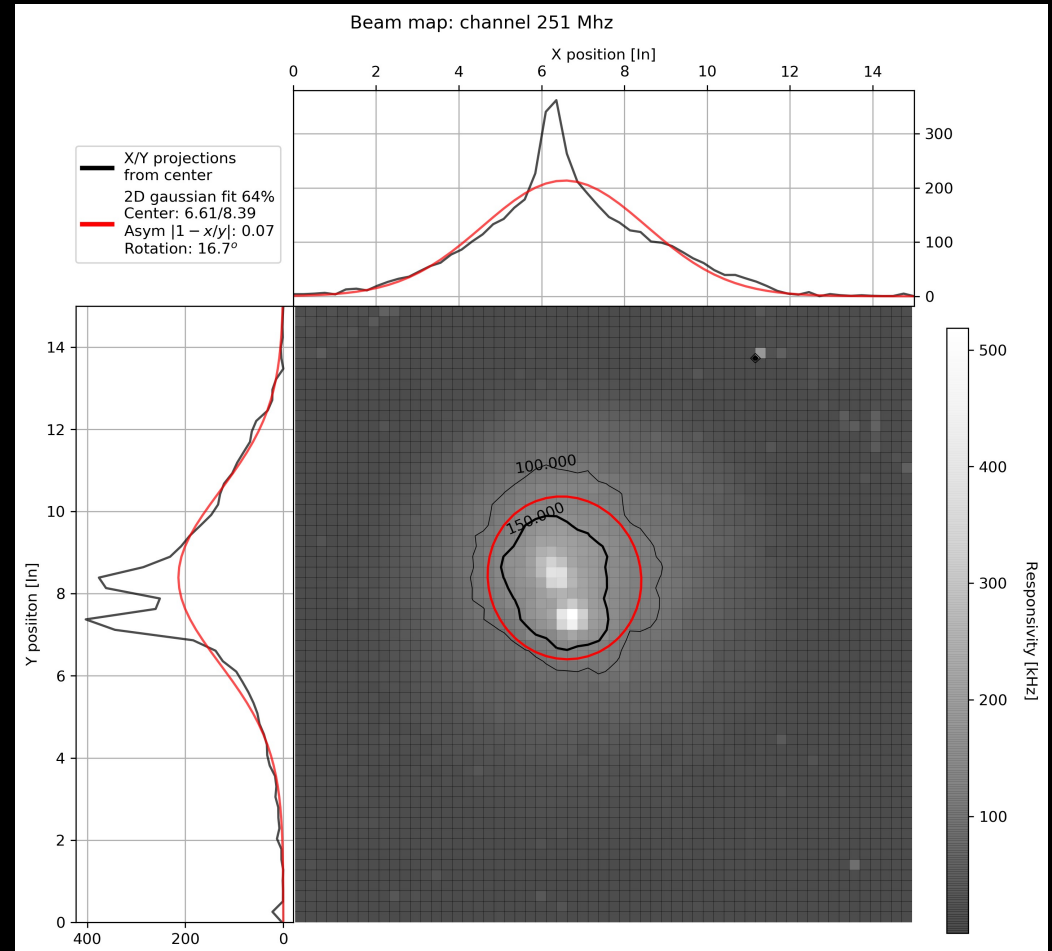 Beam map: channel 251 Mhz
X position [In]
0 2 4 6 8 10 12 14
300
200
100
0
X/Y projections
from center
2D gaussian fit 64%
Center: 6.61/8.39
Asym |1 − x/y|: 0.07
Rotation: 16.7º
Y posiiton [In]
14
12
10
8
6
4
2
0
400 200 0
100.000
150.000
500
400
300
200
100
Responsivity [kHz]